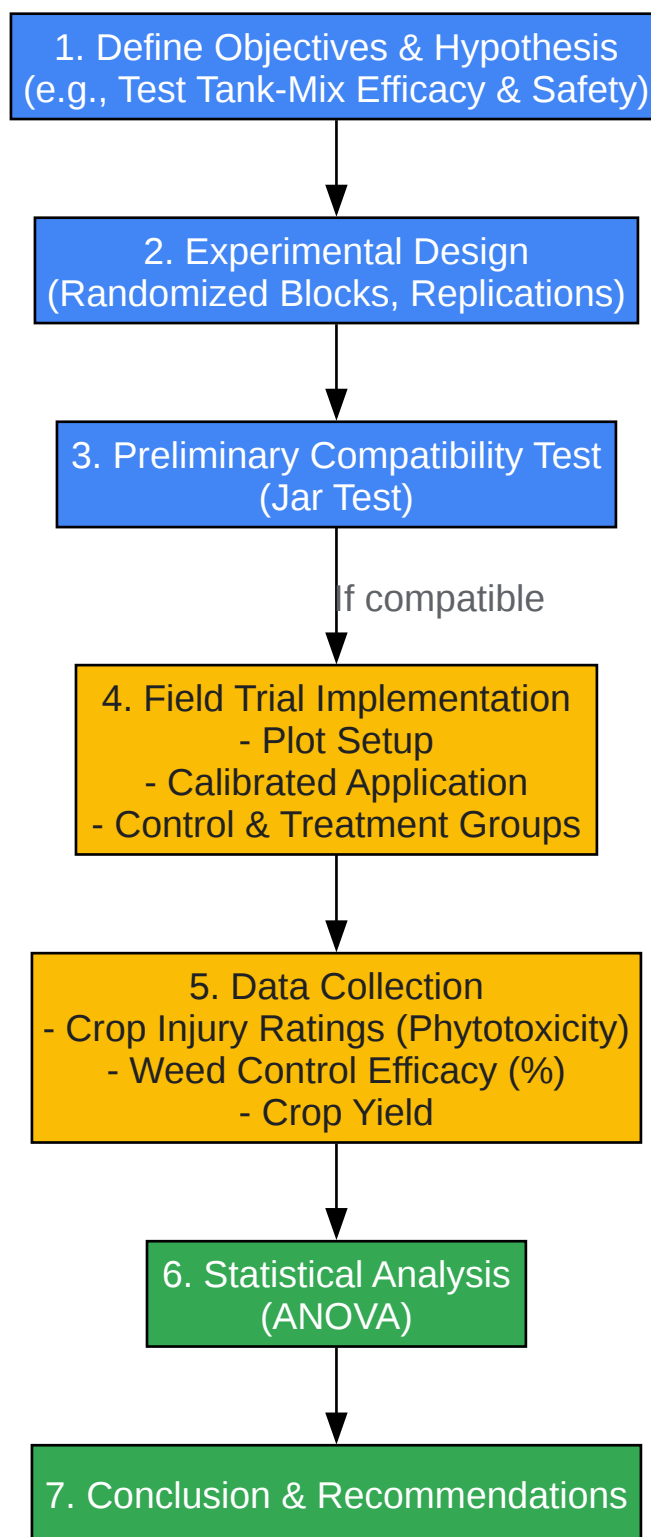 1. Define Objectives & Hypothesis
(e.g., Test Tank-Mix Efficacy & Safety)
2. Experimental Design
(Randomized Blocks, Replications)
3. Preliminary Compatibility Test
(Jar Test)
If compatible
4. Field Trial Implementation
- Plot Setup
- Calibrated Application
- Control & Treatment Groups
5. Data Collection
- Crop Injury Ratings (Phytotoxicity)
- Weed Control Efficacy (%)
- Crop Yield
6. Statistical Analysis
(ANOVA)
7. Conclusion & Recommendations